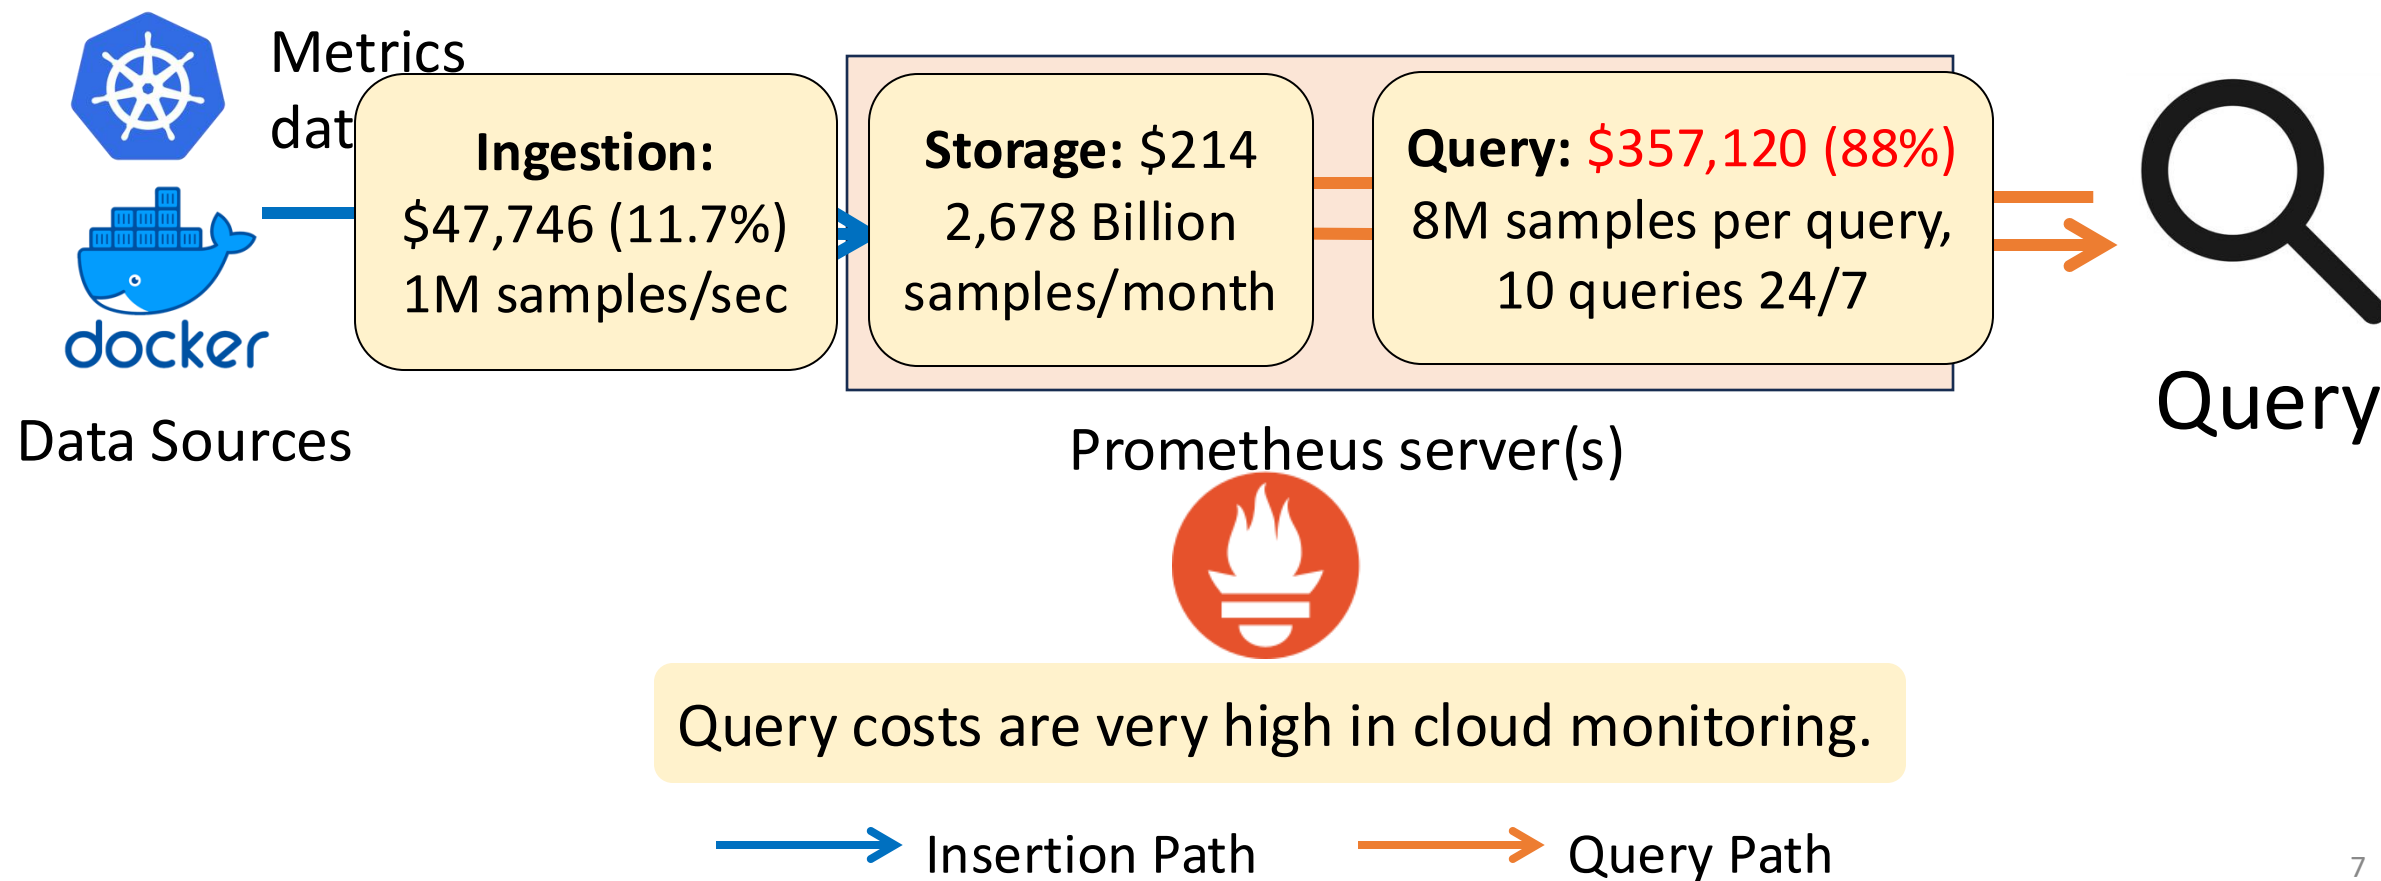 Metrics
dat
Ingestion:
$47,746 (11.7%)
1M samples/sec
Storage: $214
2,678 Billion
samples/month
Query: $357,120 (88%)
8M samples per query,
10 queries 24/7
docker
Data Sources
Prometheus server(s)
Query
Query costs are very high in cloud monitoring.
Insertion Path
Query Path
7